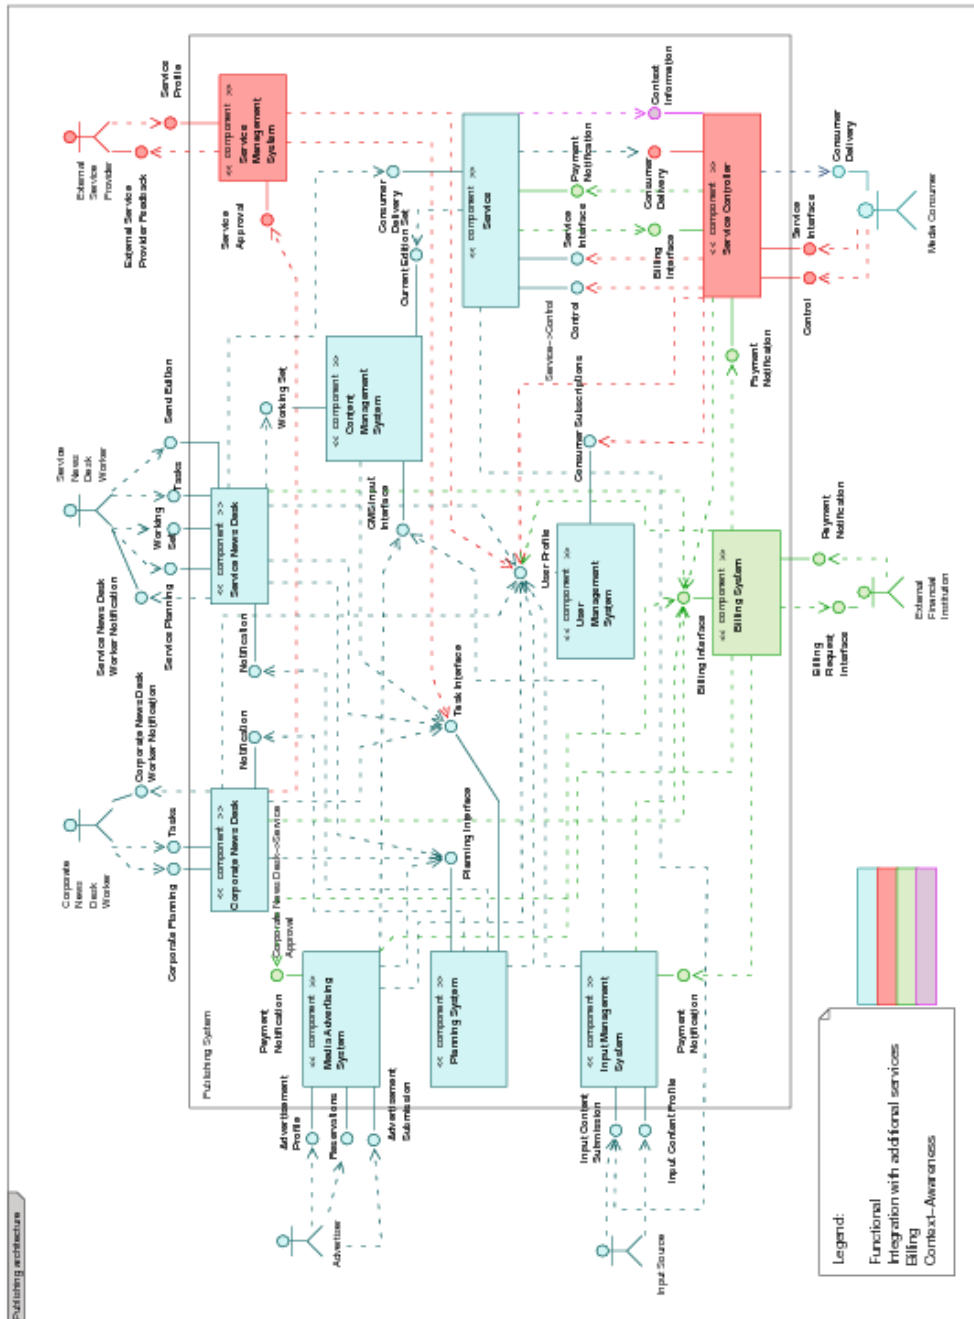 Publishing architecture
Publishing System
External
Service
Provider
Service
Profile
External Service
Provider Feedback
<< component >>
Service
Management
System
Service
Approval
Service
News
Desk
Worker
Send Edition
Tasks
Working
Set
Service Planning
Service News Desk
Worker Notification
<< component >>
Service News Desk
Notification
Working Set
Corporate
News
Desk
Worker
Corporate News Desk
Worker Notification
Tasks
Corporate Planning
<< component >>
Corporate News Desk
Notification
Corporate News Desk->Service
Approval
Consumer
Delivery
Current Edition Set
<< component >>
Content
Management
System
CMS Input
Interface
<< component >>
Service
Payment
Notification
Service
Interface
Control
Service->Control
Context
Information
Consumer
Delivery
Billing
Interface
<< component >>
Service Controller
Consumer
Delivery
Service
Interface
Control
Media Consumer
Payment
Notification
Consumer Subscriptions
User Profile
<< component >>
User
Management
System
Billing Interface
<< component >>
Billing System
Payment
Notification
External
Financial
Institution
Billing
Request
Interface
Task Interface
Planning Interface
Payment
Notification
<< component >>
Media Advertising
System
Advertisement
Profile
Reservations
Advertisement
Submission
Advertizer
<< component >>
Planning System
<< component >>
Input Management
System
Payment
Notification
Input Content
Submission
Input Content Profile
Input Source
Legend:
Functional
Integration with additional services
Billing
Context-Awareness